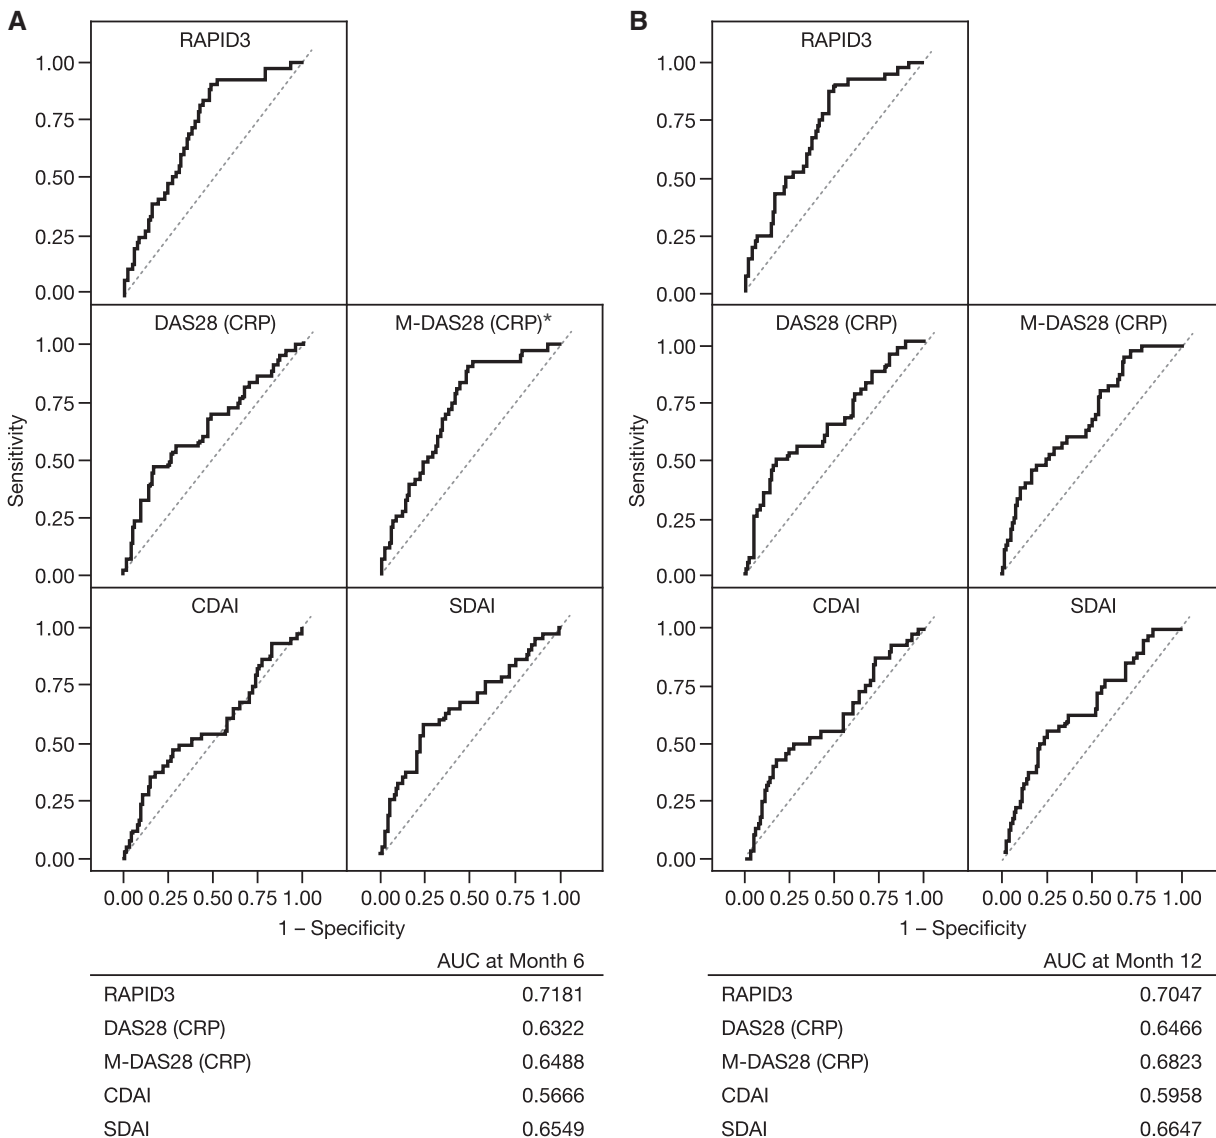 A
RAPID3
1.00
0.75
0.50
0.25
0.00
DAS28 (CRP)
M-DAS28 (CRP)*
1.00
0.75
0.50
0.25
0.00
Sensitivity
CDAI
SDAI
1.00
0.75
0.50
0.25
0.00
0.00 0.25 0.50 0.75 1.00
0.00 0.25 0.50 0.75 1.00
1 – Specificity
AUC at Month 6
RAPID3 0.7181
DAS28 (CRP) 0.6322
M-DAS28 (CRP) 0.6488
CDAI 0.5666
SDAI 0.6549
B
RAPID3
1.00
0.75
0.50
0.25
0.00
DAS28 (CRP)
M-DAS28 (CRP)
1.00
0.75
0.50
0.25
0.00
Sensitivity
CDAI
SDAI
1.00
0.75
0.50
0.25
0.00
0.00 0.25 0.50 0.75 1.00
0.00 0.25 0.50 0.75 1.00
1 – Specificity
AUC at Month 12
RAPID3 0.7047
DAS28 (CRP) 0.6466
M-DAS28 (CRP) 0.6823
CDAI 0.5958
SDAI 0.6647